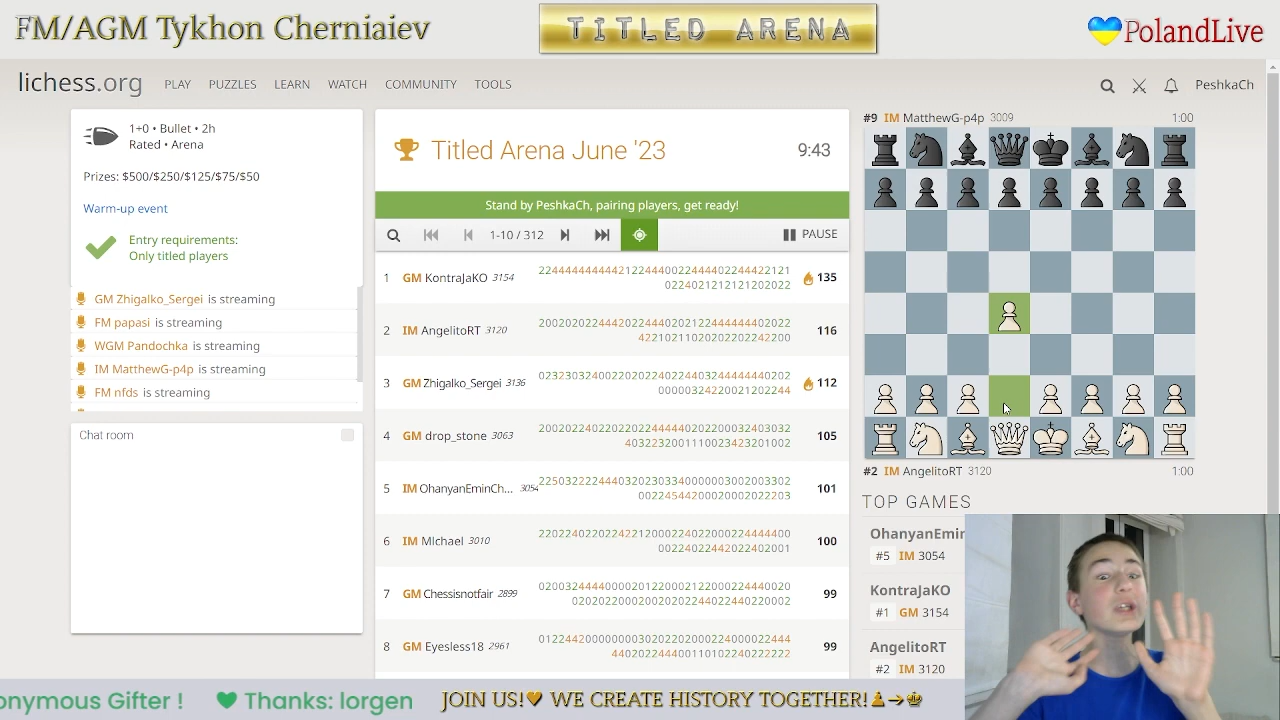 FM/AGM Tykhon Cherniaiev
TITLED ARENA
PolandLive
lichess.org PLAY PUZZLES LEARN WATCH COMMUNITY TOOLS PeshkaCh
1+0 • Bullet • 2h
Rated • Arena
Prizes: $500/$250/$125/$75/$50
Warm-up event
Entry requirements:
Only titled players
GM Zhigalko_Sergei is streaming
FM papasi is streaming
WGM Pandochka is streaming
IM MatthewG-p4p is streaming
FM nfds is streaming
Chat room
Titled Arena June '23 9:43
Stand by PeshkaCh, pairing players, get ready!
1-10 / 312 PAUSE
1 GM KontraJaKO 3154 135
2 IM AngelitoRT 3120 116
3 GM Zhigalko_Sergei 3136 112
4 GM drop_stone 3063 105
5 IM OhanyanEminCh... 3054 101
6 IM MIchael 3010 100
7 GM Chessisnotfair 2899 99
8 GM Eyeless18 2961 99
#9 IM MatthewG-p4p 3009 1:00
#2 IM AngelitoRT 3120 1:00
TOP GAMES
OhanyanEmin
#5 IM 3054
KontraJaKO
#1 GM 3154
AngelitoRT
#2 IM 3120
onymous Gifter ! Thanks: Iorgen JOIN US! WE CREATE HISTORY TOGETHER!